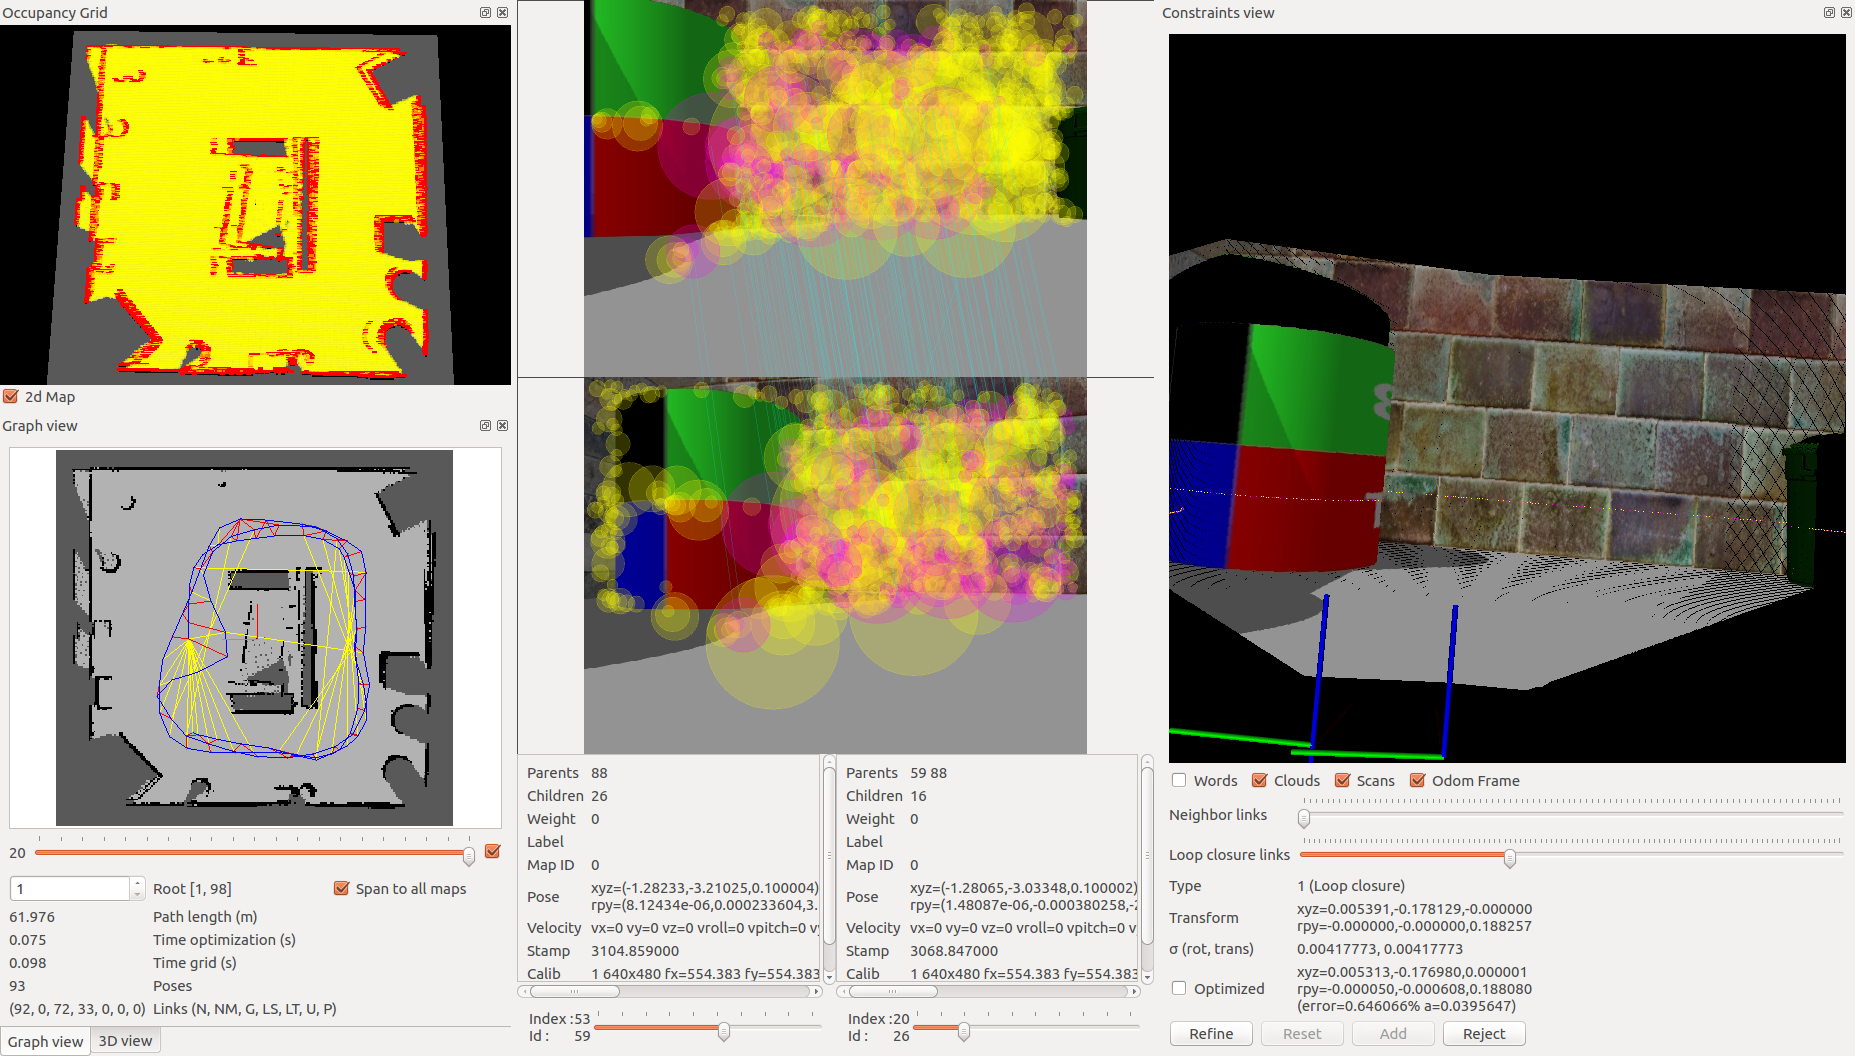 Occupancy Grid
2d Map
Graph view
20
1
Root [1, 98]
Span to all maps
61.976 Path length (m)
0.075 Time optimization (s)
0.098 Time grid (s)
93 Poses
(92, 0, 72, 33, 0, 0, 0) Links (N, NM, G, LS, LT, U, P)
Graph view
3D view
Parents 88
Children 26
Weight 0
Label
Map ID 0
Pose xyz=(-1.28233,-3.21025,0.100004)
rpy=(8.12434e-06,0.000233604,3.
Velocity vx=0 vy=0 vz=0 vroll=0 vpitch=0 vy
Stamp 3104.859000
Calib 1 640x480 fx=554.383 fy=554.383
Index :53
Id : 59
Parents 59 88
Children 16
Weight 0
Label
Map ID 0
Pose xyz=(-1.28065,-3.03348,0.100002)
rpy=(1.48087e-06,-0.000380258,-2
Velocity vx=0 vy=0 vz=0 vroll=0 vpitch=0 vy
Stamp 3068.847000
Calib 1 640x480 fx=554.383 fy=554.383
Index :20
Id : 26
Constraints view
8
Words Clouds Scans Odom Frame
Neighbor links
Loop closure links
Type 1 (Loop closure)
Transform xyz=0.005391,-0.178129,-0.000000
rpy=-0.000000,-0.000000,0.188257
σ (rot, trans) 0.00417773, 0.00417773
Optimized xyz=0.005313,-0.176980,0.000001
rpy=-0.000050,-0.000608,0.188080
(error=0.646066% a=0.0395647)
Refine
Reset
Add
Reject